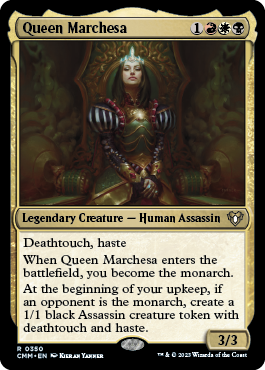 Queen Marchesa 1
Legendary Creature — Human Assassin
Deathtouch, haste
When Queen Marchesa enters the
battlefield, you become the monarch.
At the beginning of your upkeep, if
an opponent is the monarch, create a
1/1 black Assassin creature token with
deathtouch and haste.
3/3
R 0350
CMM • EN Kieran Yanner ™ & © 2023 Wizards of the Coast